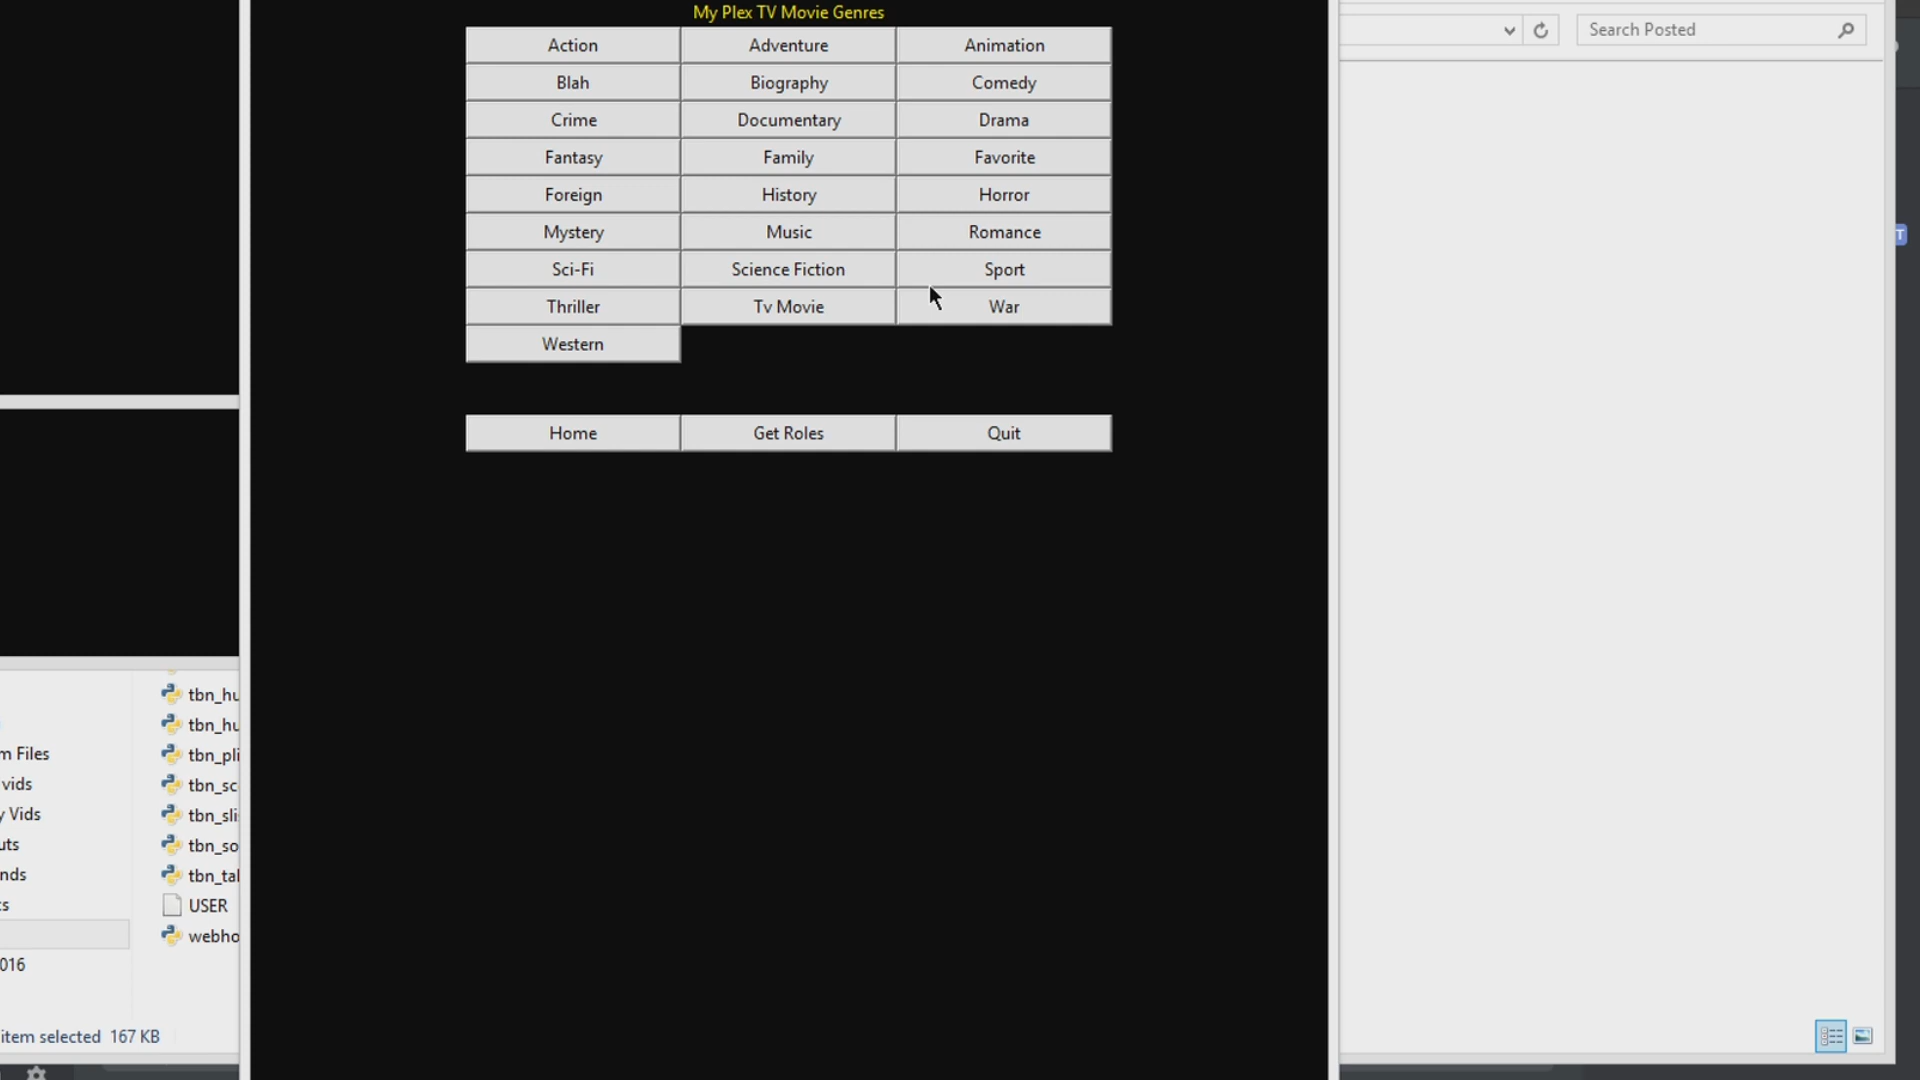 My Plex TV Movie Genres
Action Adventure Animation
Blah Biography Comedy
Crime Documentary Drama
Fantasy Family Favorite
Foreign History Horror
Mystery Music Romance
Sci-Fi Science Fiction Sport
Thriller Tv Movie War
Western
Home Get Roles Quit
Search Posted
T
m Files
vids
y Vids
uts
nds
ts
016
item selected 167 KB
tbn_hu
tbn_hu
tbn_pli
tbn_sc
tbn_sli
tbn_so
tbn_tal
USER
webho